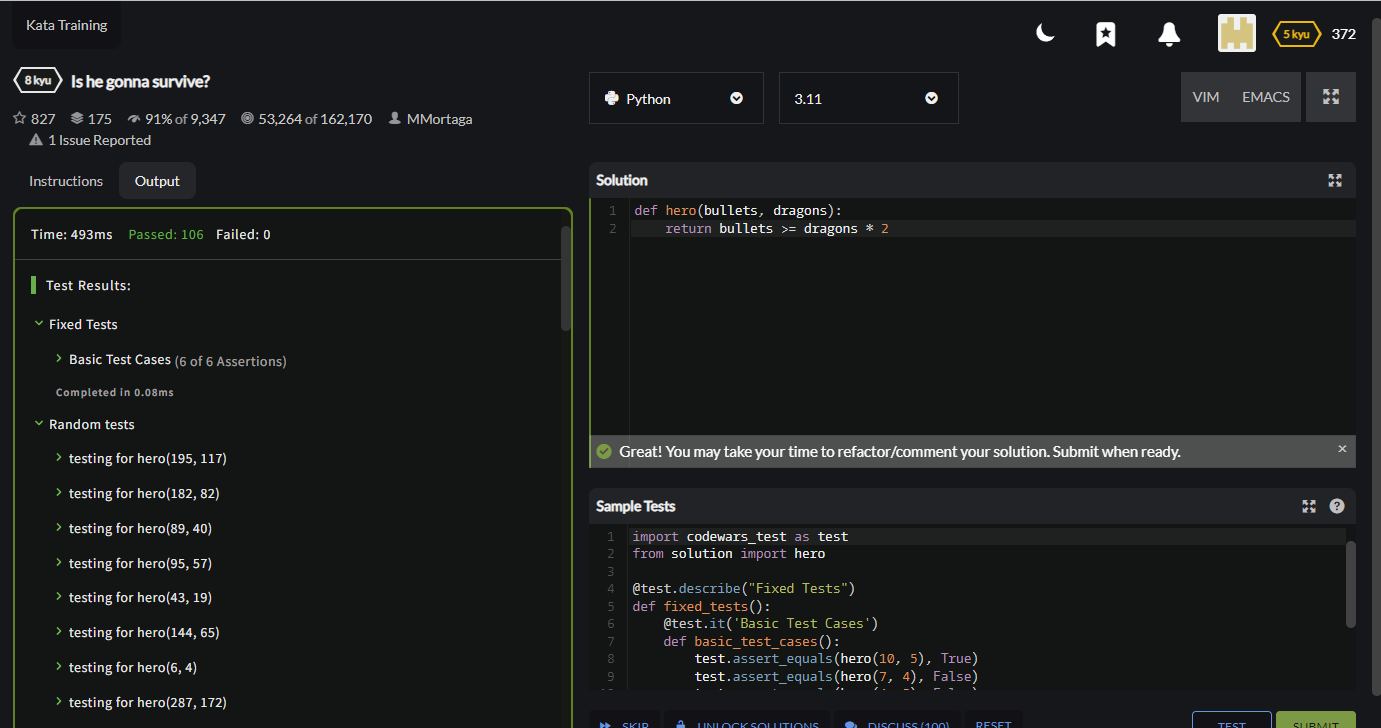 Kata Training
5 kyu 372
8 kyu Is he gonna survive?
827 175 91% of 9,347 53,264 of 162,170 MMortaga
1 Issue Reported
Python
3.11
VIM EMACS
Instructions Output
Time: 493ms Passed: 106 Failed: 0
Test Results:
Fixed Tests
Basic Test Cases (6 of 6 Assertions)
Completed in 0.08ms
Random tests
testing for hero(195, 117)
testing for hero(182, 82)
testing for hero(89, 40)
testing for hero(95, 57)
testing for hero(43, 19)
testing for hero(144, 65)
testing for hero(6, 4)
testing for hero(287, 172)
Solution
1 def hero(bullets, dragons):
2     return bullets >= dragons * 2
Great! You may take your time to refactor/comment your solution. Submit when ready.
Sample Tests
1 import codewars_test as test
2 from solution import hero
3
4 @test.describe("Fixed Tests")
5 def fixed_tests():
6     @test.it('Basic Test Cases')
7     def basic_test_cases():
8         test.assert_equals(hero(10, 5), True)
9         test.assert_equals(hero(7, 4), False)
SKIP UNLOCK SOLUTIONS DISCUSS (100) RESET TEST SUBMIT